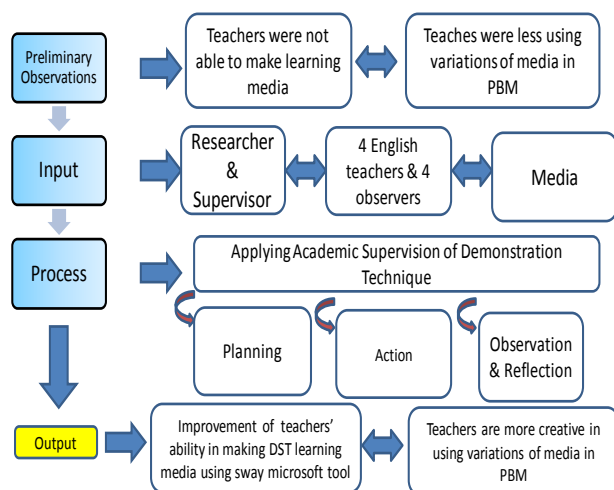 Preliminary
Observations
Teachers were not
able to make learning
media
Teaches were less using
variations of media in
PBM
Input
Researcher
&
Supervisor
4 English
teachers & 4
observers
Media
Process
Applying Academic Supervision of Demonstration
Technique
Planning
Action
Observation
& Reflection
Output
Improvement of teachers'
ability in making DST learning
media using sway microsoft tool
Teachers are more creative in
using variations of media in
PBM